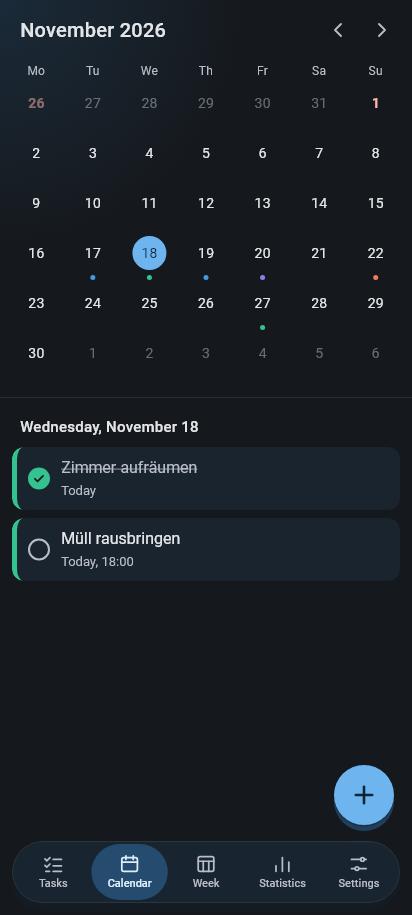 November 2026
Mo Tu We Th Fr Sa Su
26 27 28 29 30 31 1
2 3 4 5 6 7 8
9 10 11 12 13 14 15
16 17 18 19 20 21 22
23 24 25 26 27 28 29
30 1 2 3 4 5 6
Wednesday, November 18
Zimmer aufräumen
Today
Müll rausbringen
Today, 18:00
Tasks Calendar Week Statistics Settings